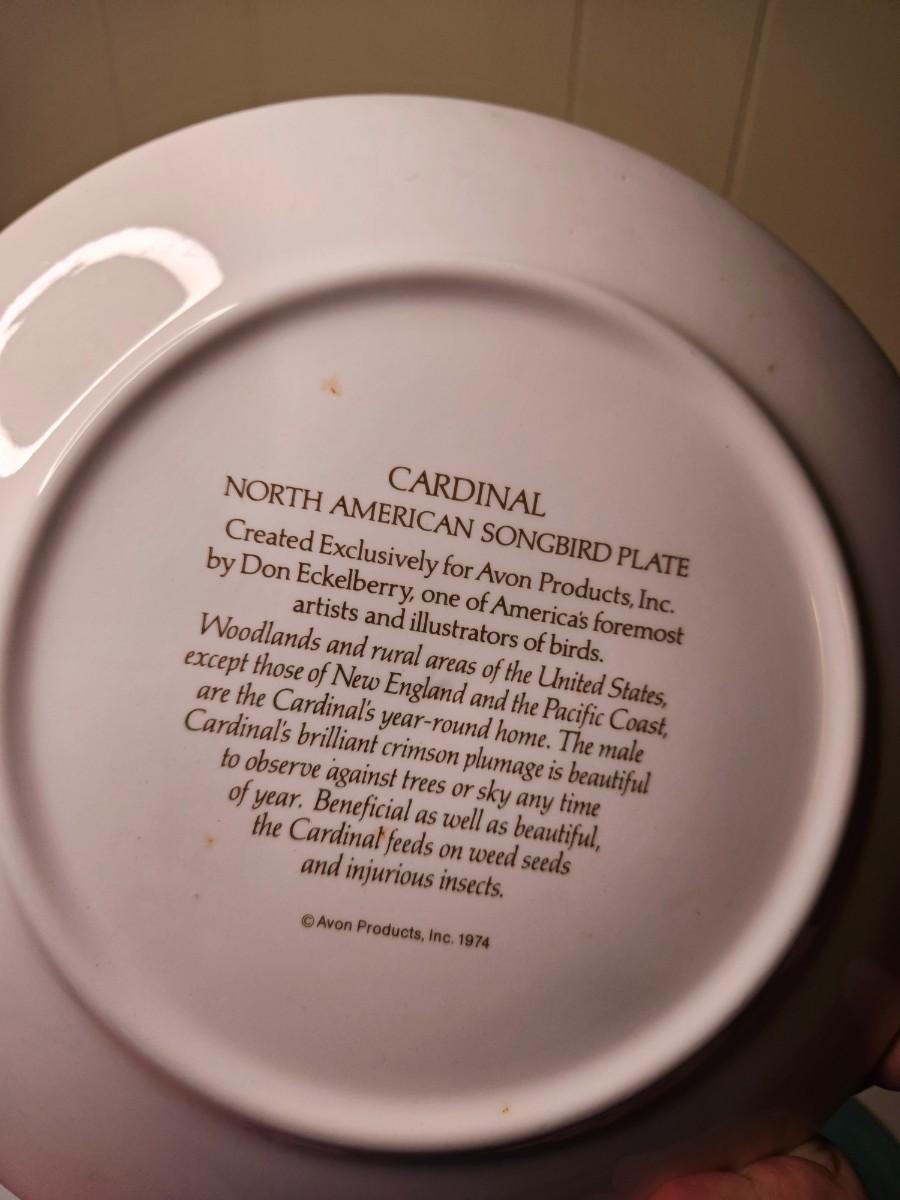 CARDINAL
NORTH AMERICAN SONGBIRD PLATE
Created Exclusively for Avon Products, Inc.
by Don Eckelberry, one of America's foremost
artists and illustrators of birds.
Woodlands and rural areas of the United States,
except those of New England and the Pacific Coast,
are the Cardinal's year-round home. The male
Cardinal's brilliant crimson plumage is beautiful
to observe against trees or sky any time
of year. Beneficial as well as beautiful,
the Cardinal feeds on weed seeds
and injurious insects.
© Avon Products, Inc. 1974